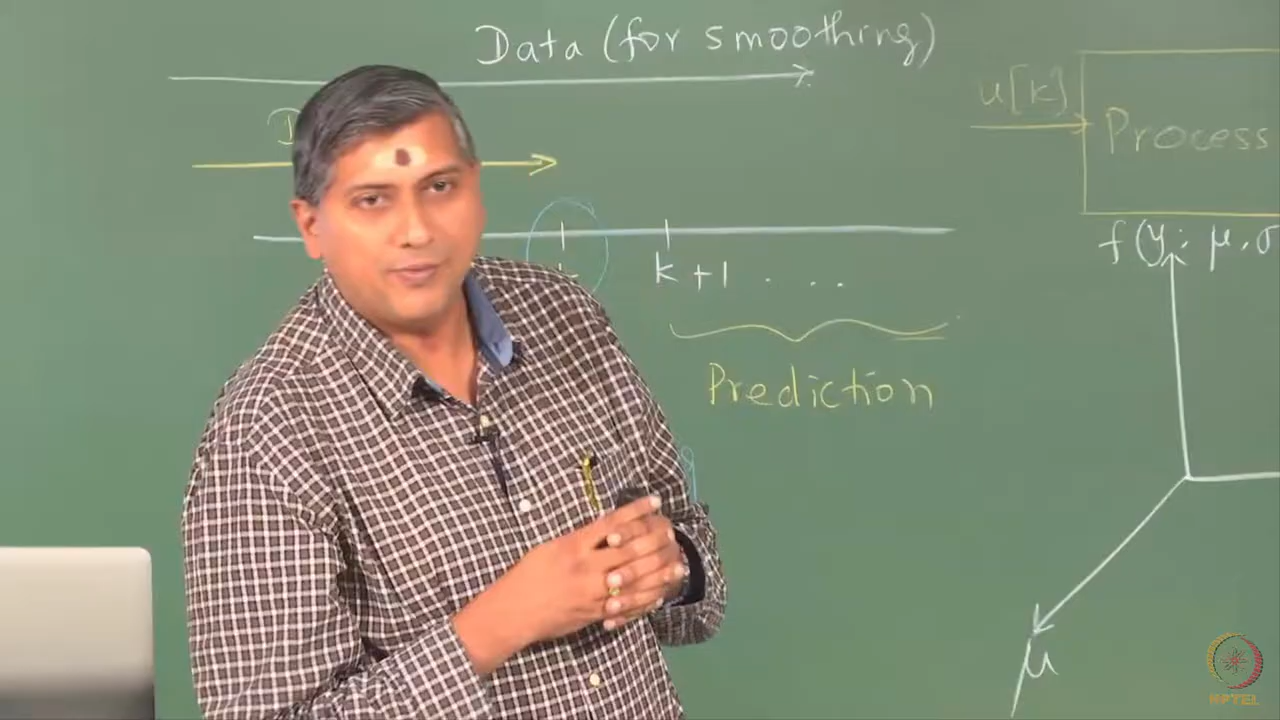 Data (for smoothing)
u[k]
Process
f(y; μ, σ
k+1 ...
Prediction
μ
NPTEL